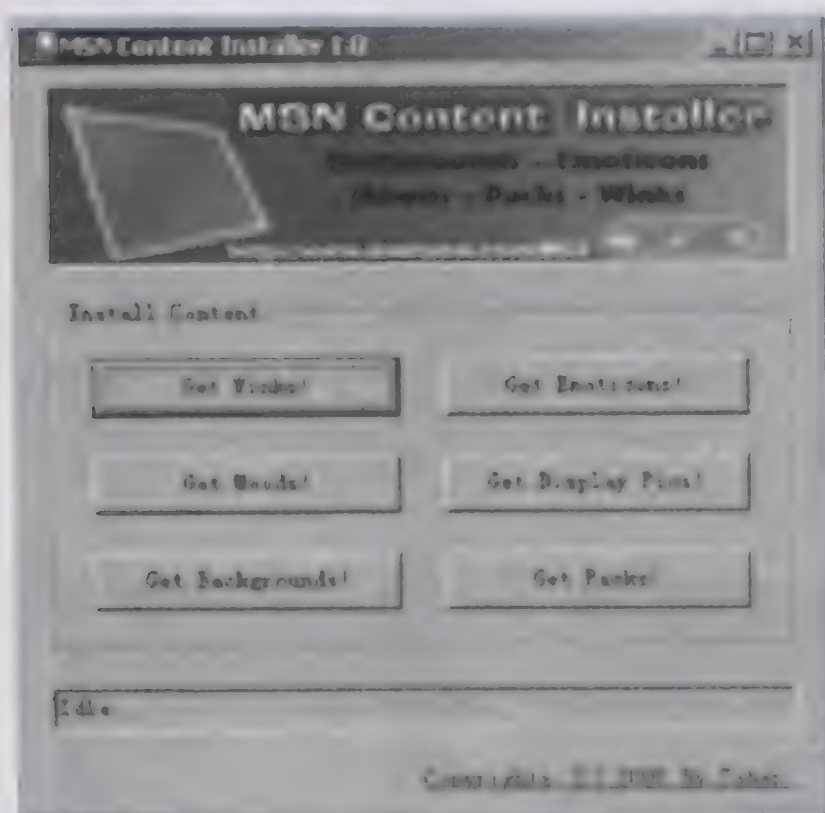 MSN Content Installer 1.0
MSN Content Installer
- Emoticons
- Packs - Winks
Install Content
Get Winks!
Get Emoticons!
Get Moods!
Get Display Pics!
Get Backgrounds!
Get Packs!
Idle